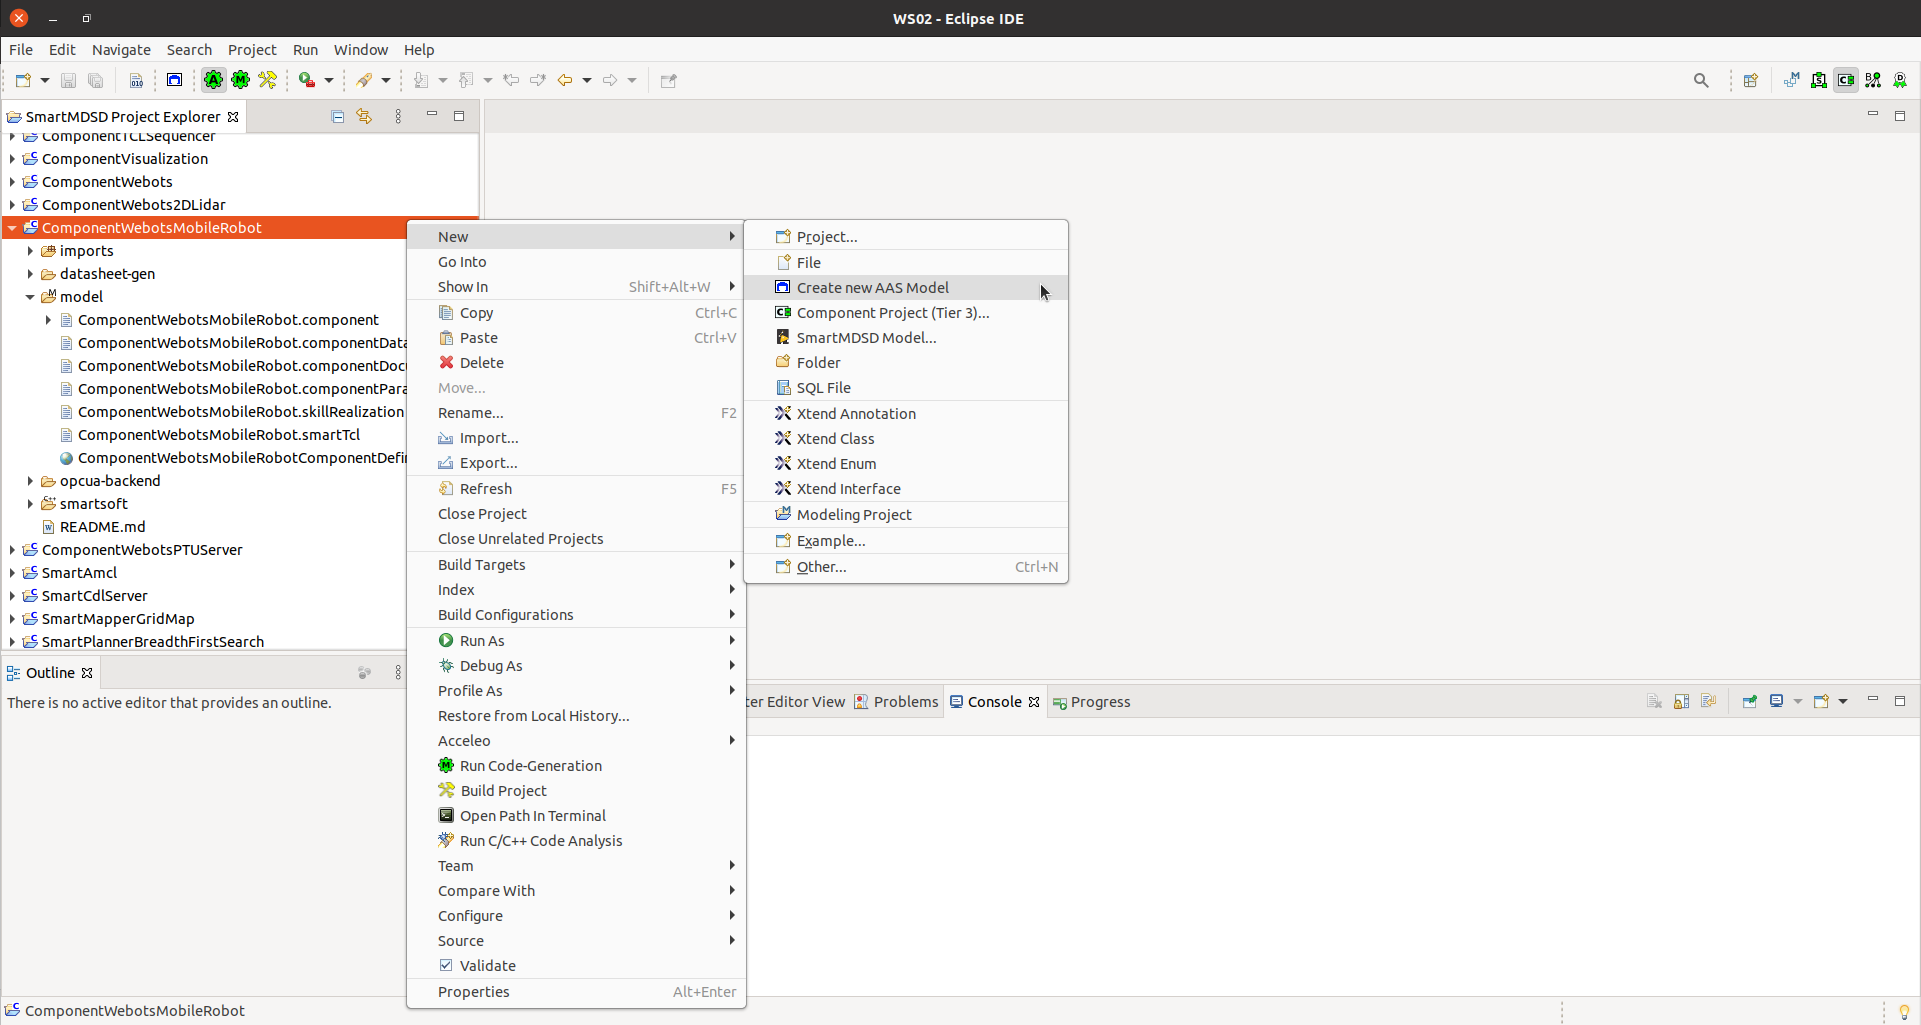 WS02 - Eclipse IDE
File Edit Navigate Search Project Run Window Help
SmartMDSD Project Explorer
ComponentTCLSequencer
ComponentVisualization
ComponentWebots
ComponentWebots2DLidar
ComponentWebotsMobileRobot
imports
datasheet-gen
model
ComponentWebotsMobileRobot.component
ComponentWebotsMobileRobot.componentData
ComponentWebotsMobileRobot.componentDoc
ComponentWebotsMobileRobot.componentPara
ComponentWebotsMobileRobot.skillRealization
ComponentWebotsMobileRobot.smartTcl
ComponentWebotsMobileRobotComponentDefi
opcua-backend
smartsoft
README.md
ComponentWebotsPTUServer
SmartAmcl
SmartCdlServer
SmartMapperGridMap
SmartPlannerBreadthFirstSearch
Outline
There is no active editor that provides an outline.
New
Go Into
Show In Shift+Alt+W
Copy Ctrl+C
Paste Ctrl+V
Delete
Move...
Rename... F2
Import...
Export...
Refresh F5
Close Project
Close Unrelated Projects
Build Targets
Index
Build Configurations
Run As
Debug As
Profile As
Restore from Local History...
Acceleo
Run Code-Generation
Build Project
Open Path In Terminal
Run C/C++ Code Analysis
Team
Compare With
Configure
Source
Validate
Properties Alt+Enter
Project...
File
Create new AAS Model
Component Project (Tier 3)...
SmartMDSD Model...
Folder
SQL File
Xtend Annotation
Xtend Class
Xtend Enum
Xtend Interface
Modeling Project
Example...
Other... Ctrl+N
ter Editor View Problems Console Progress
ComponentWebotsMobileRobot